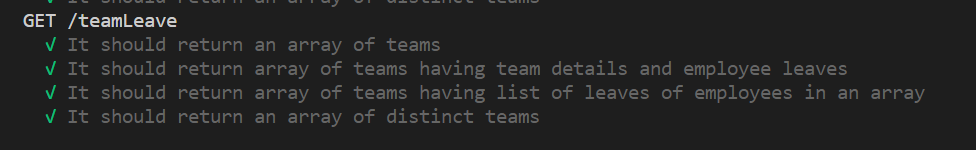 It should return an array of distinct teams
GET /teamLeave
√ It should return an array of teams
√ It should return array of teams having team details and employee leaves
√ It should return array of teams having list of leaves of employees in an array
√ It should return an array of distinct teams